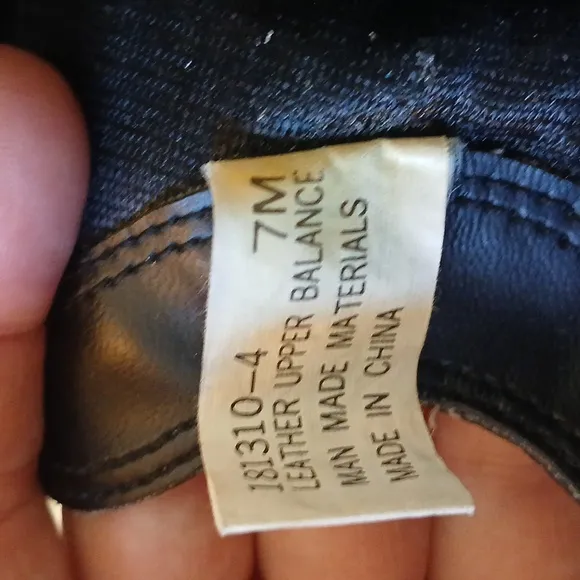 181310-4 7M
LEATHER UPPER BALANCE
MAN MADE MATERIALS
MADE IN CHINA